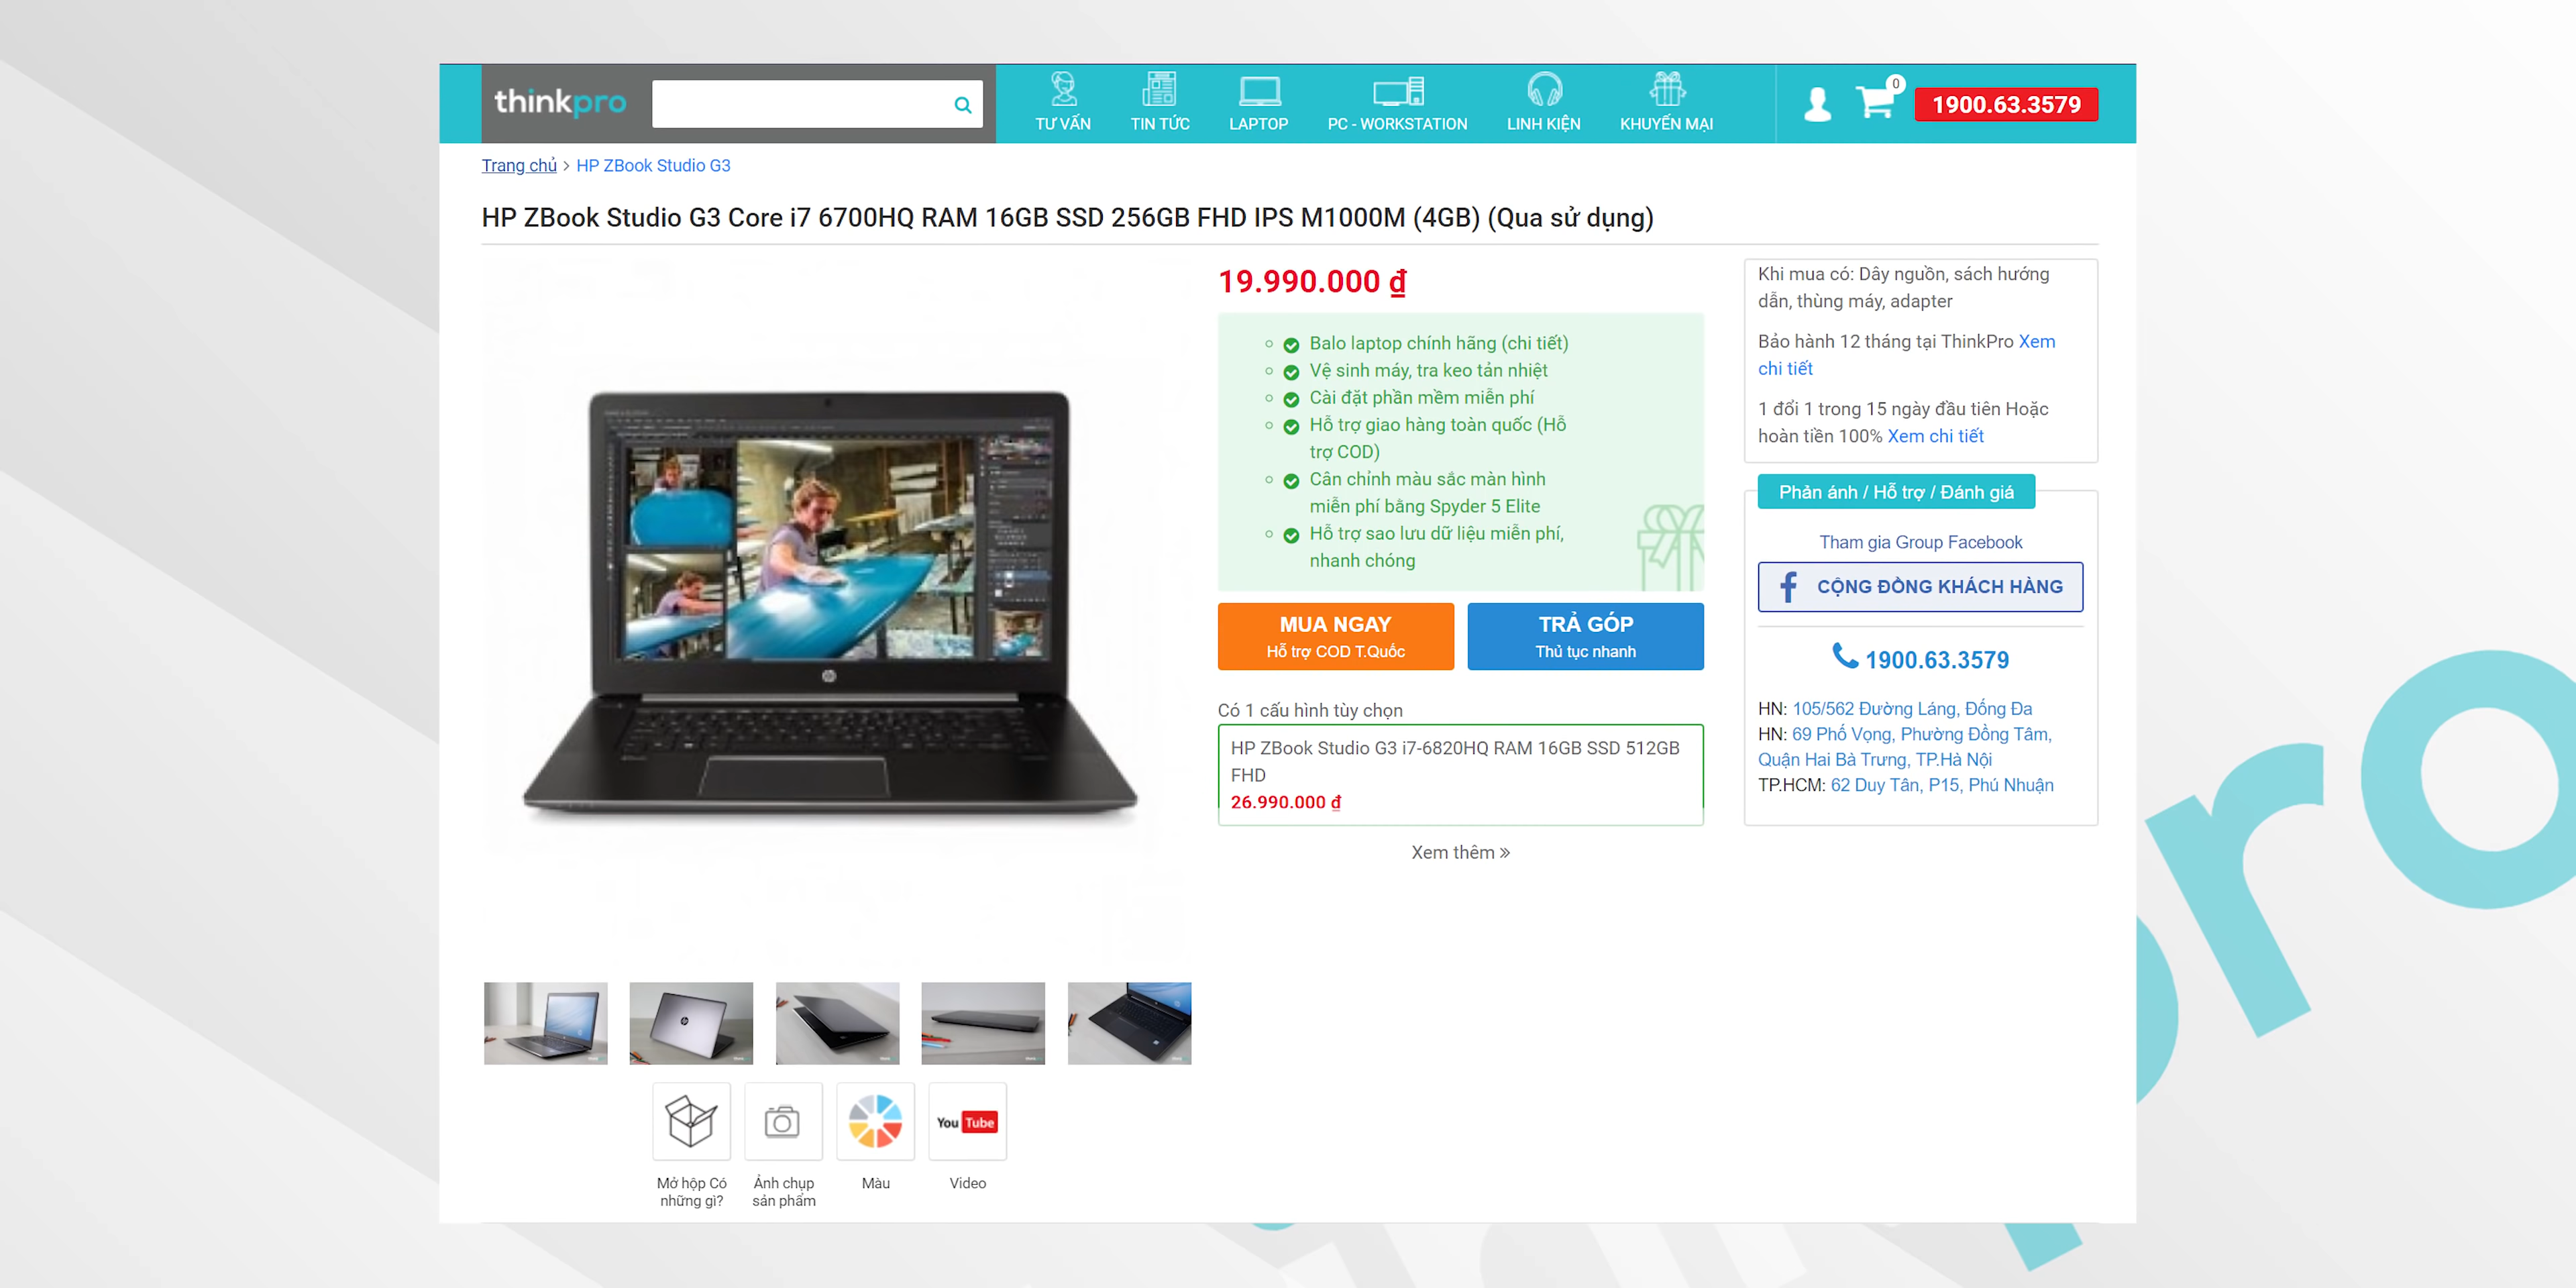 thinkpro
TƯ VẤN
TIN TỨC
LAPTOP
PC - WORKSTATION
LINH KIỆN
KHUYẾN MẠI
0
1900.63.3579
Trang chủ > HP ZBook Studio G3
HP ZBook Studio G3 Core i7 6700HQ RAM 16GB SSD 256GB FHD IPS M1000M (4GB) (Qua sử dụng)
19.990.000 ₫
Balo laptop chính hãng (chi tiết)
Vệ sinh máy, tra keo tản nhiệt
Cài đặt phần mềm miễn phí
Hỗ trợ giao hàng toàn quốc (Hỗ
trợ COD)
Cân chỉnh màu sắc màn hình
miễn phí bằng Spyder 5 Elite
Hỗ trợ sao lưu dữ liệu miễn phí,
nhanh chóng
MUA NGAY
Hỗ trợ COD T.Quốc
TRẢ GÓP
Thủ tục nhanh
Có 1 cấu hình tùy chọn
HP ZBook Studio G3 i7-6820HQ RAM 16GB SSD 512GB
FHD
26.990.000 ₫
Xem thêm »
Khi mua có: Dây nguồn, sách hướng
dẫn, thùng máy, adapter
Bảo hành 12 tháng tại ThinkPro Xem
chi tiết
1 đổi 1 trong 15 ngày đầu tiên Hoặc
hoàn tiền 100% Xem chi tiết
Phản ánh / Hỗ trợ / Đánh giá
Tham gia Group Facebook
f CỘNG ĐỒNG KHÁCH HÀNG
1900.63.3579
HN: 105/562 Đường Láng, Đống Đa
HN: 69 Phố Vọng, Phường Đồng Tâm,
Quận Hai Bà Trưng, TP.Hà Nội
TP.HCM: 62 Duy Tân, P15, Phú Nhuận
hp
Mở hộp Có
những gì?
Ảnh chụp
sản phẩm
Màu
YouTube
Video
pro